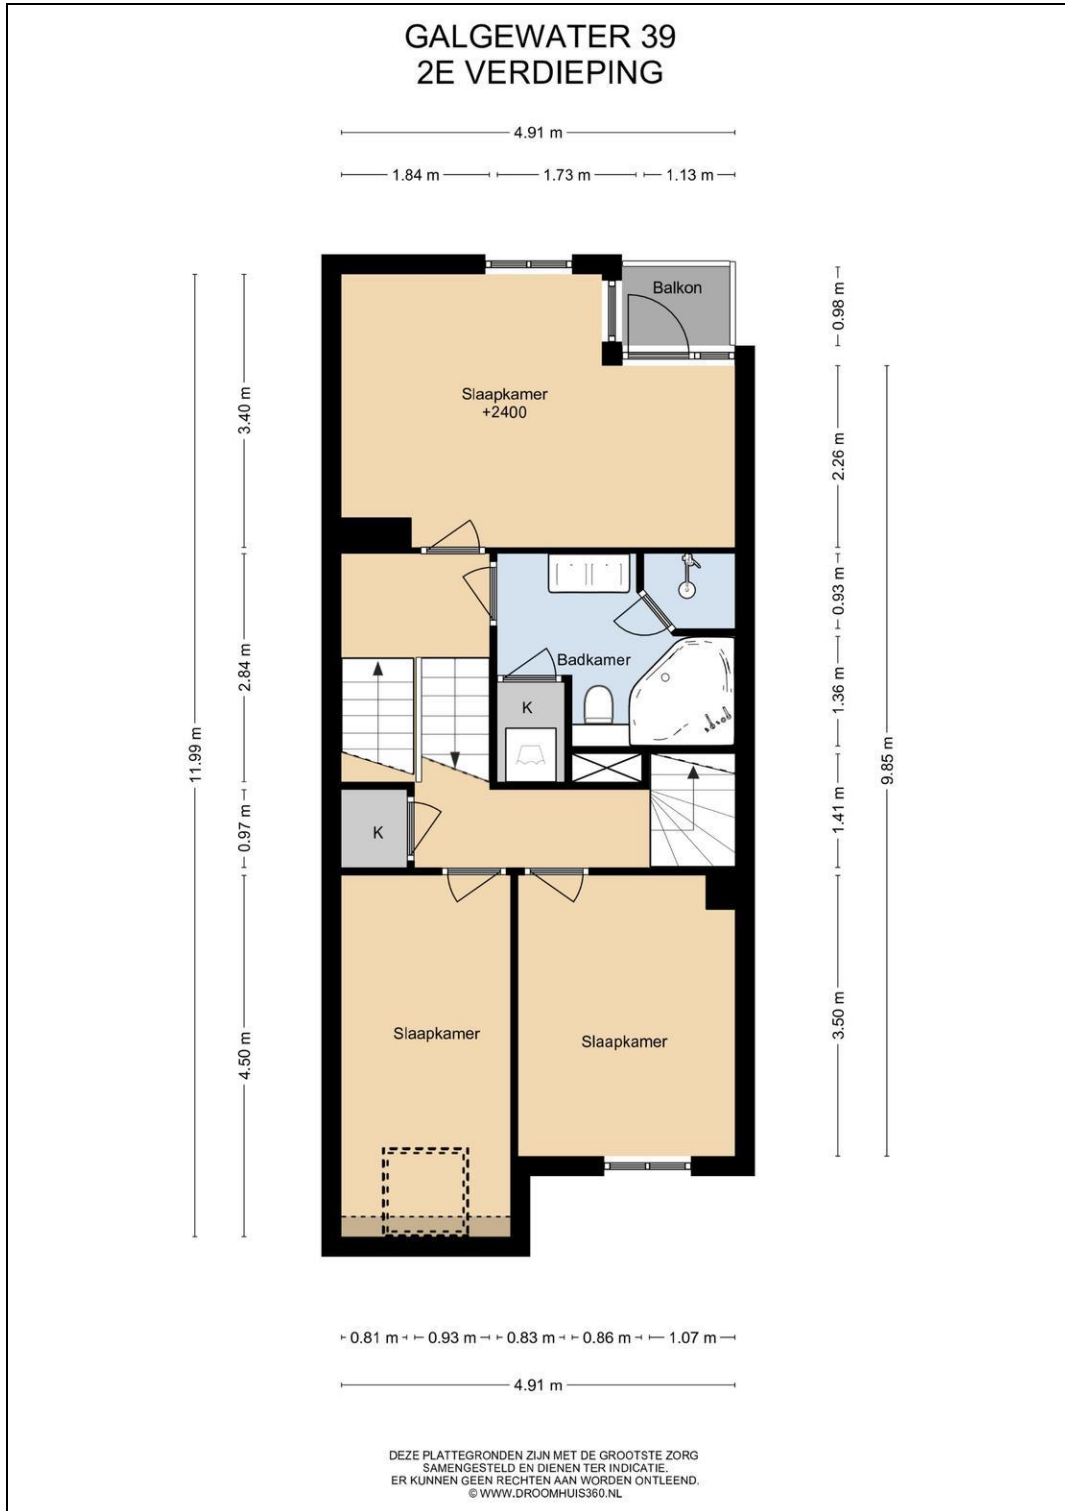 GALGEWATER 39
2E VERDIEPING
4.91 m
1.84 m
1.73 m
1.13 m
Balkon
0.98 m
Slaapkamer
+2400
3.40 m
2.26 m
0.93 m
Badkamer
2.84 m
1.36 m
K
11.99 m
9.85 m
1.41 m
0.97 m
K
Slaapkamer
Slaapkamer
3.50 m
4.50 m
0.81 m
0.93 m
0.83 m
0.86 m
1.07 m
4.91 m
DEZE PLATTEGRONDEN ZIJN MET DE GROOTSTE ZORG
SAMENGESTELD EN DIENEN TER INDICATIE.
ER KUNNEN GEEN RECHTEN AAN WORDEN ONTLEEND.
© WWW.DROOMHUIS360.NL